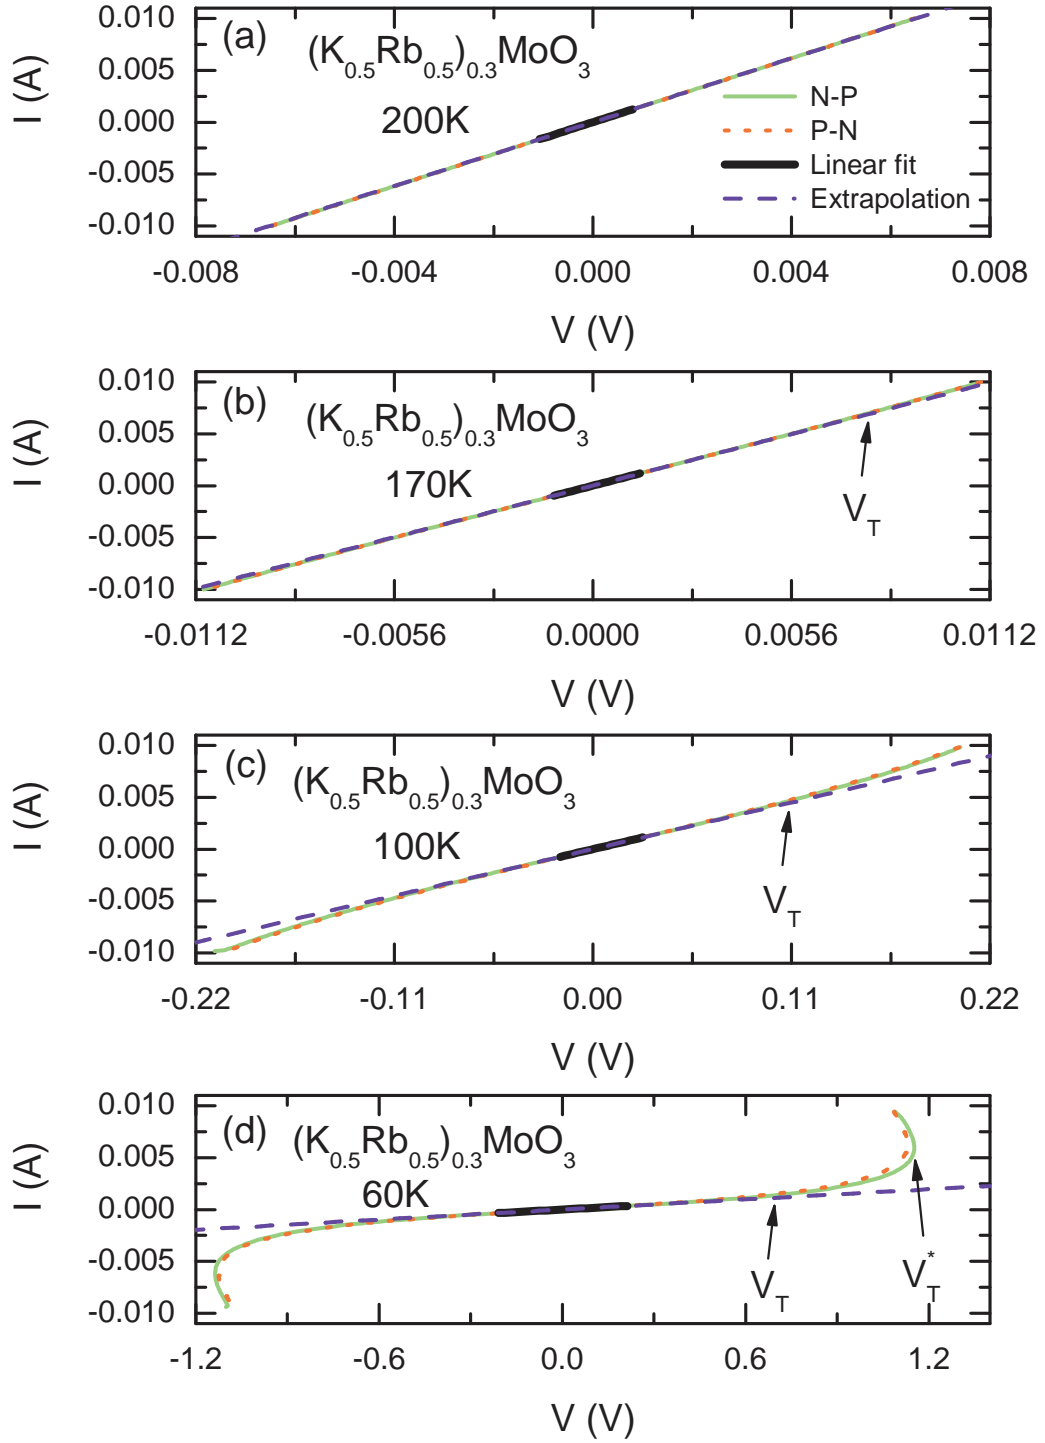 (a) (K0.5Rb0.5)0.3MoO3
200K
N-P
P-N
Linear fit
Extrapolation
I (A)
0.010
0.005
0.000
-0.005
-0.010
-0.008 -0.004 0.000 0.004 0.008
V (V)
(b) (K0.5Rb0.5)0.3MoO3
170K
VT
I (A)
0.010
0.005
0.000
-0.005
-0.010
-0.0112 -0.0056 0.0000 0.0056 0.0112
V (V)
(c) (K0.5Rb0.5)0.3MoO3
100K
VT
I (A)
0.010
0.005
0.000
-0.005
-0.010
-0.22 -0.11 0.00 0.11 0.22
V (V)
(d) (K0.5Rb0.5)0.3MoO3
60K
VT
VT*
I (A)
0.010
0.005
0.000
-0.005
-0.010
-1.2 -0.6 0.0 0.6 1.2
V (V)